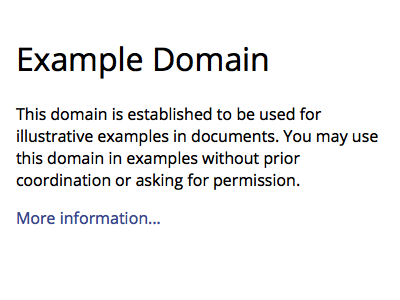 Example Domain
This domain is established to be used for
illustrative examples in documents. You may use
this domain in examples without prior
coordination or asking for permission.
More information...